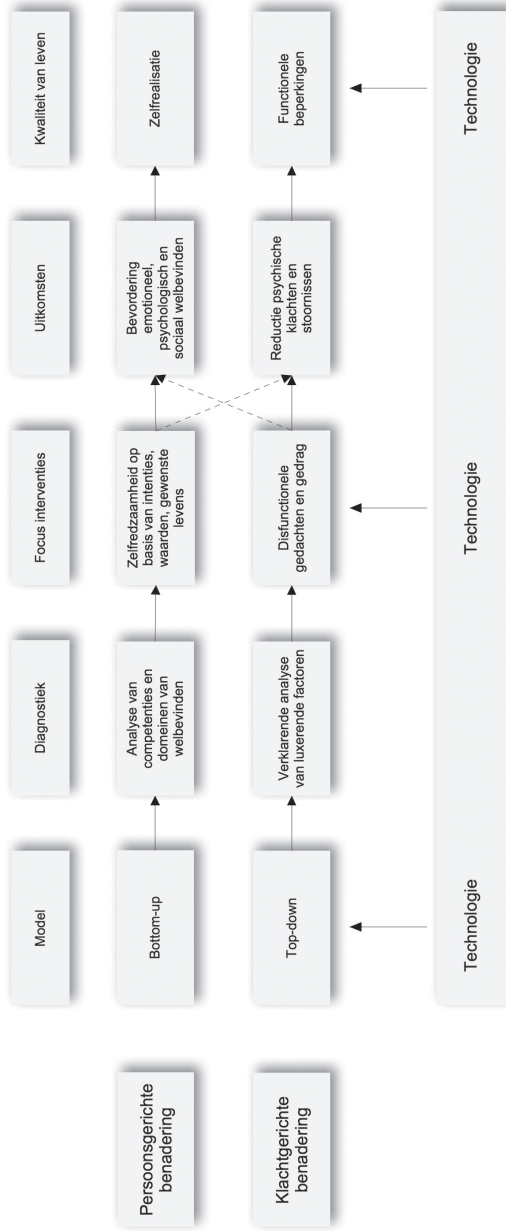 Model
Diagnostiek
Focus interventies
Uitkomsten
Kwaliteit van leven
Persoonsgerichte
benadering
Bottom-up
Analyse van
competenties en
domeinen van
welbevinden
Zelfredzaamheid op
basis van intenties,
waarden, gewenste
levens
Bevordering
emotioneel,
psychologisch en
sociaal welbevinden
Zelfrealisatie
Klachtgerichte
benadering
Top-down
Verklarende analyse
van luxerende factoren
Disfunctionele
gedachten en gedrag
Reductie psychische
klachten en
stoornissen
Functionele
beperkingen
Technologie
Technologie
Technologie